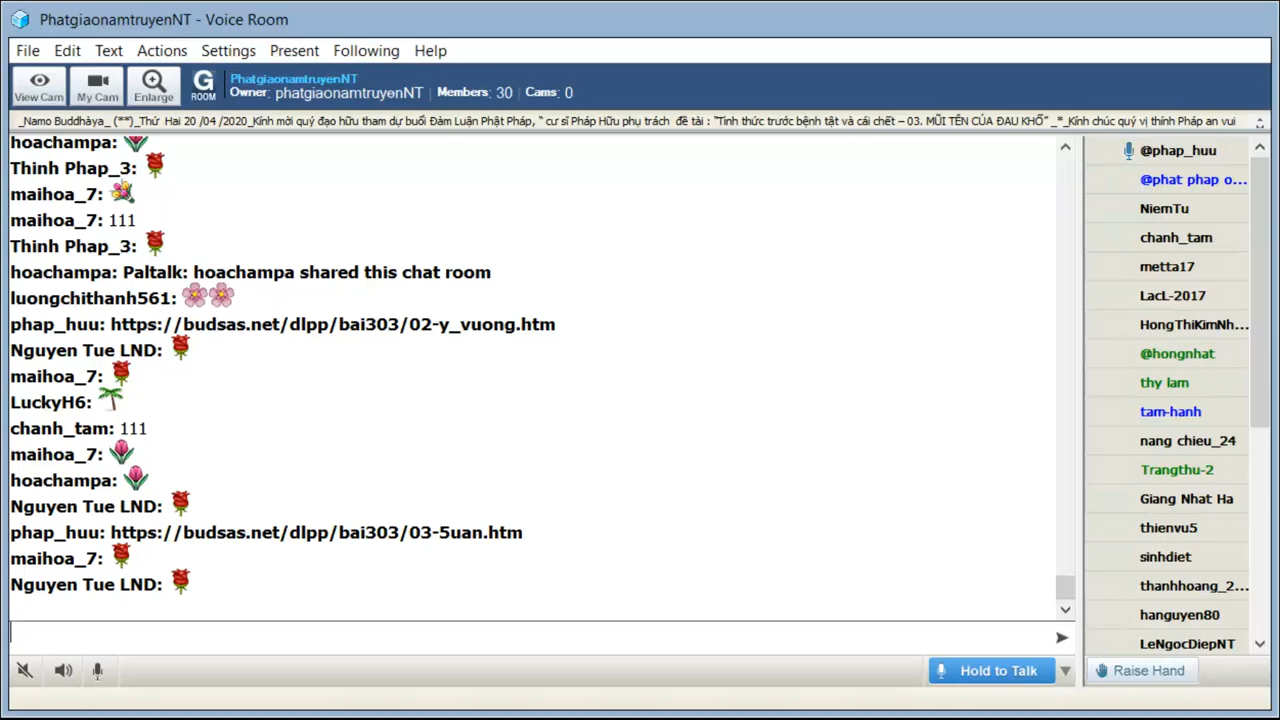 PhatgiaonamtruyenNT - Voice Room
File Edit Text Actions Settings Present Following Help
View Cam My Cam Enlarge G ROOM
PhatgiaonamtruyenNT
Owner: phatgiaonamtruyenNT Members: 30 Cams: 0
_Namo Buddhàya_ (**)_Thứ Hai 20 /04 /2020_Kính mời quý đạo hữu tham dự buổi Đàm Luận Phật Pháp, “ cư sĩ Pháp Hữu phụ trách đề tài : “Tỉnh thức trước bệnh tật và cái chết – 03. MŨI TÊN CỦA ĐAU KHỔ” _*_Kính chúc quý vị thính Pháp an vui
hoachampa:
Thinh Phap_3:
maihoa_7:
maihoa_7: 111
Thinh Phap_3:
hoachampa: Paltalk: hoachampa shared this chat room
luongchithanh561:
phap_huu: https://budsas.net/dlpp/bai303/02-y_vuong.htm
Nguyen Tue LND:
maihoa_7:
LuckyH6:
chanh_tam: 111
maihoa_7:
hoachampa:
Nguyen Tue LND:
phap_huu: https://budsas.net/dlpp/bai303/03-5uan.htm
maihoa_7:
Nguyen Tue LND:
@phap_huu
@phat phap o...
NiemTu
chanh_tam
metta17
LacL-2017
HongThiKimNh...
@hongnhat
thy lam
tam-hanh
nang chieu_24
Trangthu-2
Giang Nhat Ha
thienvu5
sinhdiet
thanhhoang_2...
hanguyen80
LeNgocDiepNT
Hold to Talk
Raise Hand